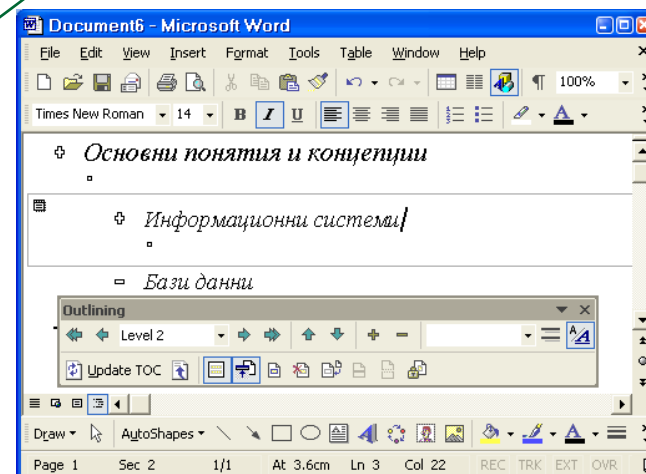 Document6 - Microsoft Word
File Edit View Insert Format Tools Table Window Help
100%
Times New Roman 14 B I U A
Основни понятия и концепции
Информационни системи
Бази данни
Outlining
Level 2
Update TOC
Draw AutoShapes
Page 1 Sec 2 1/1 At 3.6cm Ln 3 Col 22 REC TRK EXT OVR